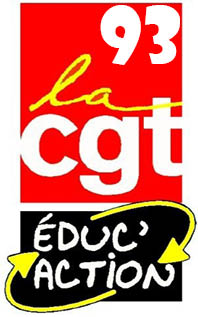 93
la
cgt
ÉDUC'
ACTION